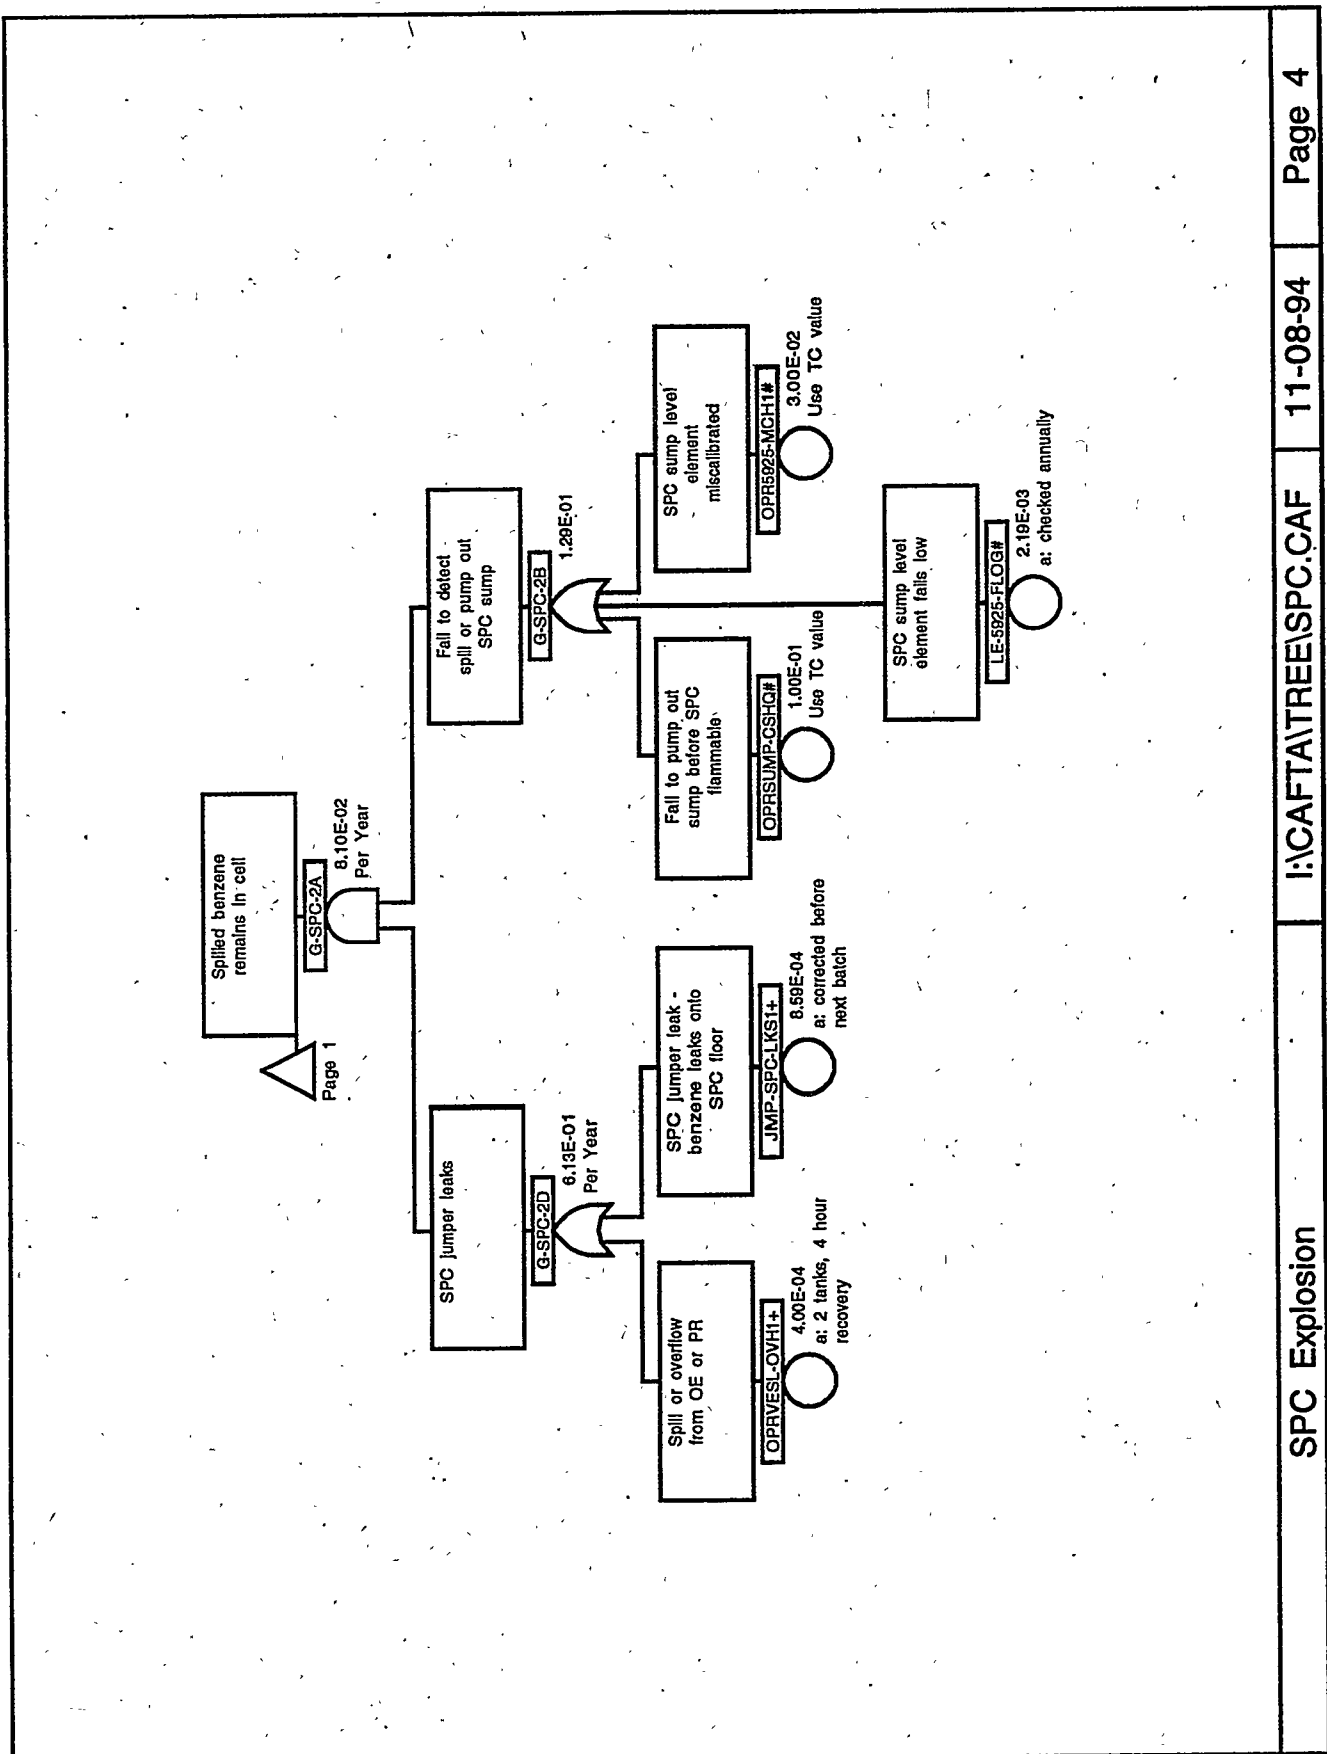 Spilled benzene
remains in cell
G-SPC-2A
8.10E-02
Per Year
Page 1
SPC jumper leaks
G-SPC-2D
6.13E-01
Per Year
Fail to detect
spill or pump out
SPC sump
G-SPC-2B
1.29E-01
Spill or overflow
from OE or PR
OPRVESL-OVH1+
4.00E-04
a: 2 tanks, 4 hour
recovery
SPC jumper leak -
benzene leaks onto
SPC floor
JMP-SPC-LKS1+
8.59E-04
a: corrected before
next batch
Fail to pump out
sump before SPC
flammable
OPRSUMP-CSHQ#
1.00E-01
Use TC value
SPC sump level
element
miscalibrated
OPR5925-MCH1#
3.00E-02
Use TC value
SPC sump level
element fails low
LE-5925-FLOG#
2.19E-03
a: checked annually
SPC Explosion
I:\CAFTA\TREE\SPC.CAF
11-08-94
Page 4